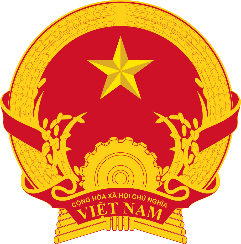 CỘNG HÒA XÃ HỘI CHỦ NGHĨA
VIỆT NAM